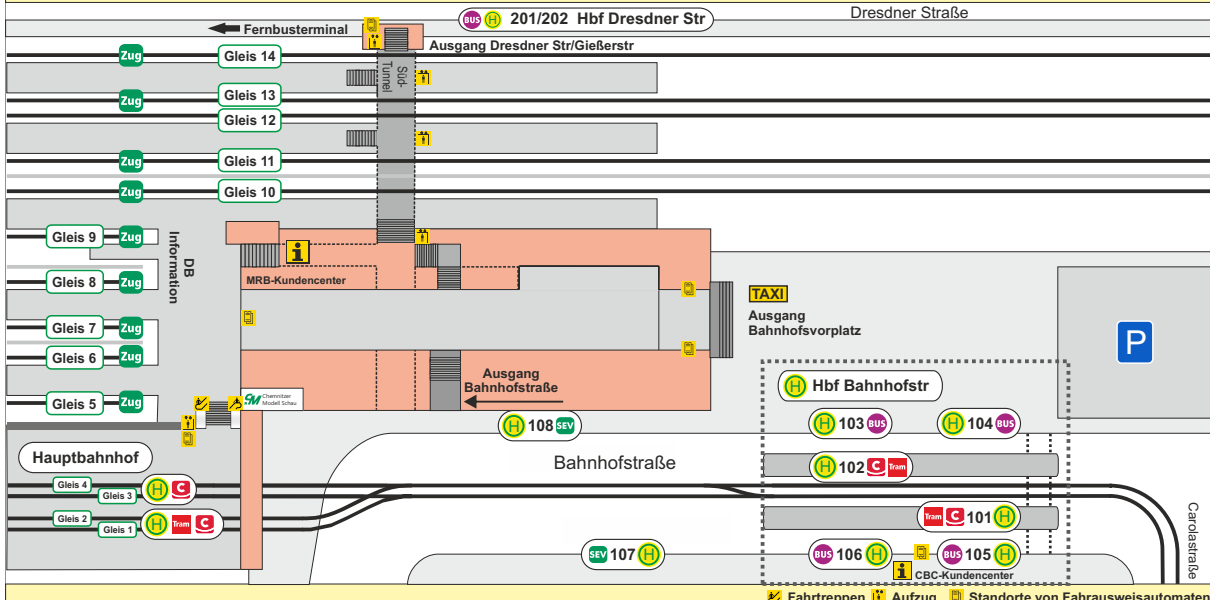 Dresdner Straße
BUS H 201/202 Hbf Dresdner Str
Fernbusterminal
Ausgang Dresdner Str/Gießerstr
Zug Gleis 14
Süd-
Tunnel
Zug Gleis 13
Gleis 12
Zug Gleis 11
Zug Gleis 10
Gleis 9 Zug
DB
Information
i
MRB-Kundencenter
Gleis 8 Zug
TAXI
Ausgang
Bahnhofsvorplatz
Gleis 7 Zug
Gleis 6 Zug
P
Ausgang
Bahnhofstraße
H Hbf Bahnhofstr
Gleis 5 Zug
CM Chemnitzer
Modell Schau
H 108 SEV
H 103 BUS
H 104 BUS
Hauptbahnhof
Bahnhofstraße
H 102 C Tram
Gleis 4
Gleis 3
H C
Gleis 2
Gleis 1
H Tram C
Tram C 101 H
Carolastraße
SEV 107 H
BUS 106 H
BUS 105 H
i CBC-Kundencenter
Fahrtreppen Aufzug Standorte von Fahrausweisautomaten